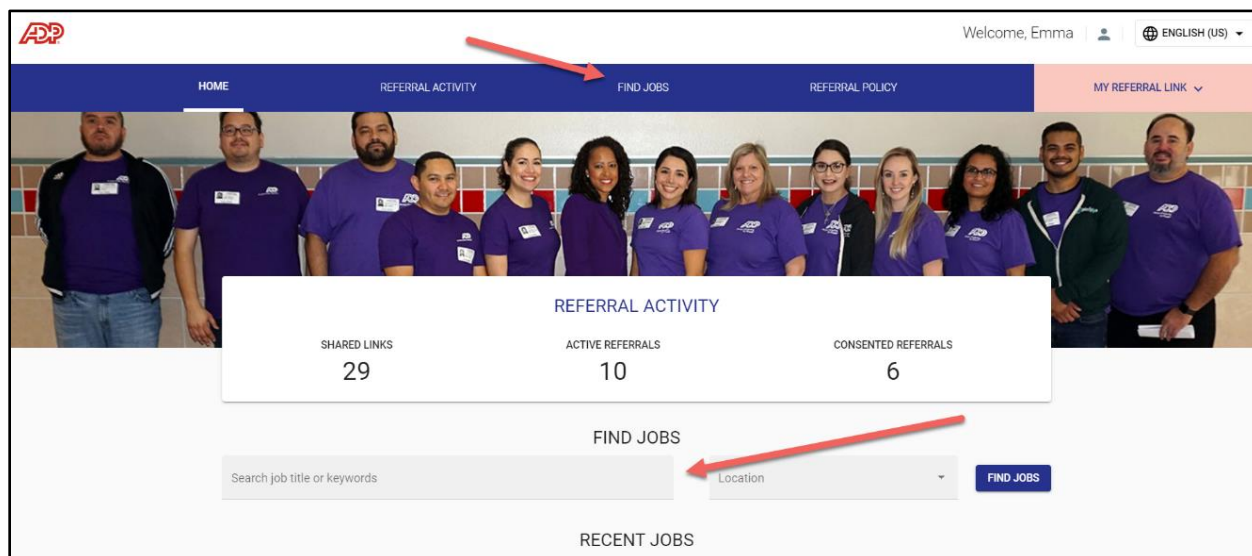 ADP
Welcome, Emma
ENGLISH (US)
HOME
REFERRAL ACTIVITY
FIND JOBS
REFERRAL POLICY
MY REFERRAL LINK
REFERRAL ACTIVITY
SHARED LINKS
ACTIVE REFERRALS
CONSENTED REFERRALS
29
10
6
FIND JOBS
Search job title or keywords
Location
FIND JOBS
RECENT JOBS